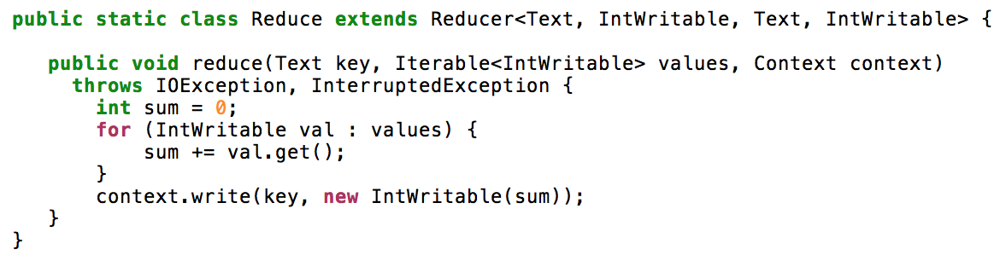 public static class Reduce extends Reducer<Text, IntWritable, Text, IntWritable> {
public void reduce(Text key, Iterable<IntWritable> values, Context context)
throws IOException, InterruptedException {
int sum = 0;
for (IntWritable val : values) {
sum += val.get();
}
context.write(key, new IntWritable(sum));
}
}